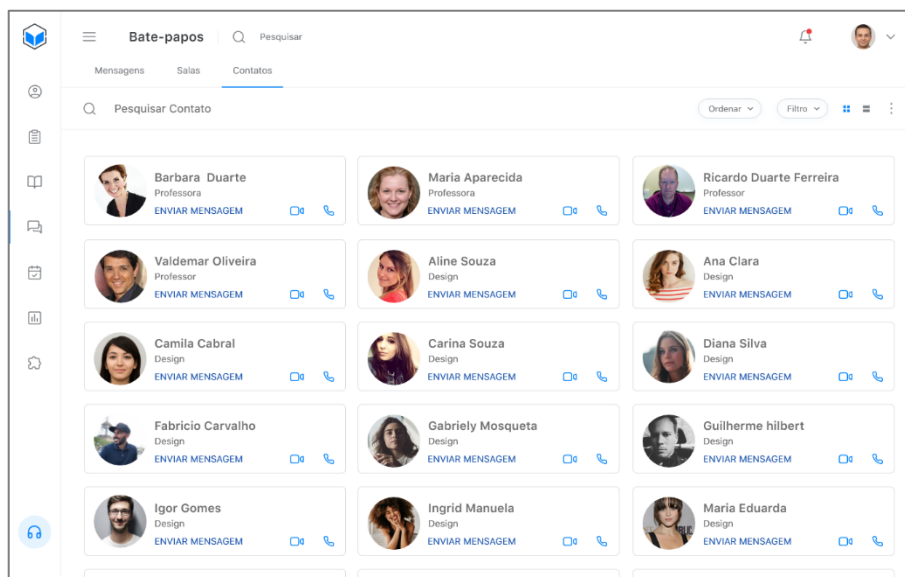 Bate-papos
Pesquisar
Mensagens Salas Contatos
Pesquisar Contato
Ordenar
Filtro
Barbara Duarte
Professora
ENVIAR MENSAGEM
Maria Aparecida
Professora
ENVIAR MENSAGEM
Ricardo Duarte Ferreira
Professor
ENVIAR MENSAGEM
Valdemar Oliveira
Professor
ENVIAR MENSAGEM
Aline Souza
Design
ENVIAR MENSAGEM
Ana Clara
Design
ENVIAR MENSAGEM
Camila Cabral
Design
ENVIAR MENSAGEM
Carina Souza
Design
ENVIAR MENSAGEM
Diana Silva
Design
ENVIAR MENSAGEM
Fabricio Carvalho
Design
ENVIAR MENSAGEM
Gabriely Mosqueta
Design
ENVIAR MENSAGEM
Guilherme hilbert
Design
ENVIAR MENSAGEM
Igor Gomes
Design
ENVIAR MENSAGEM
Ingrid Manuela
Design
ENVIAR MENSAGEM
Maria Eduarda
Design
ENVIAR MENSAGEM